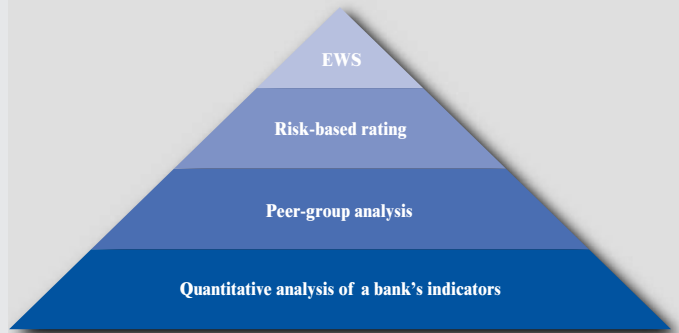 EWS
Risk-based rating
Peer-group analysis
Quantitative analysis of a bank’s indicators